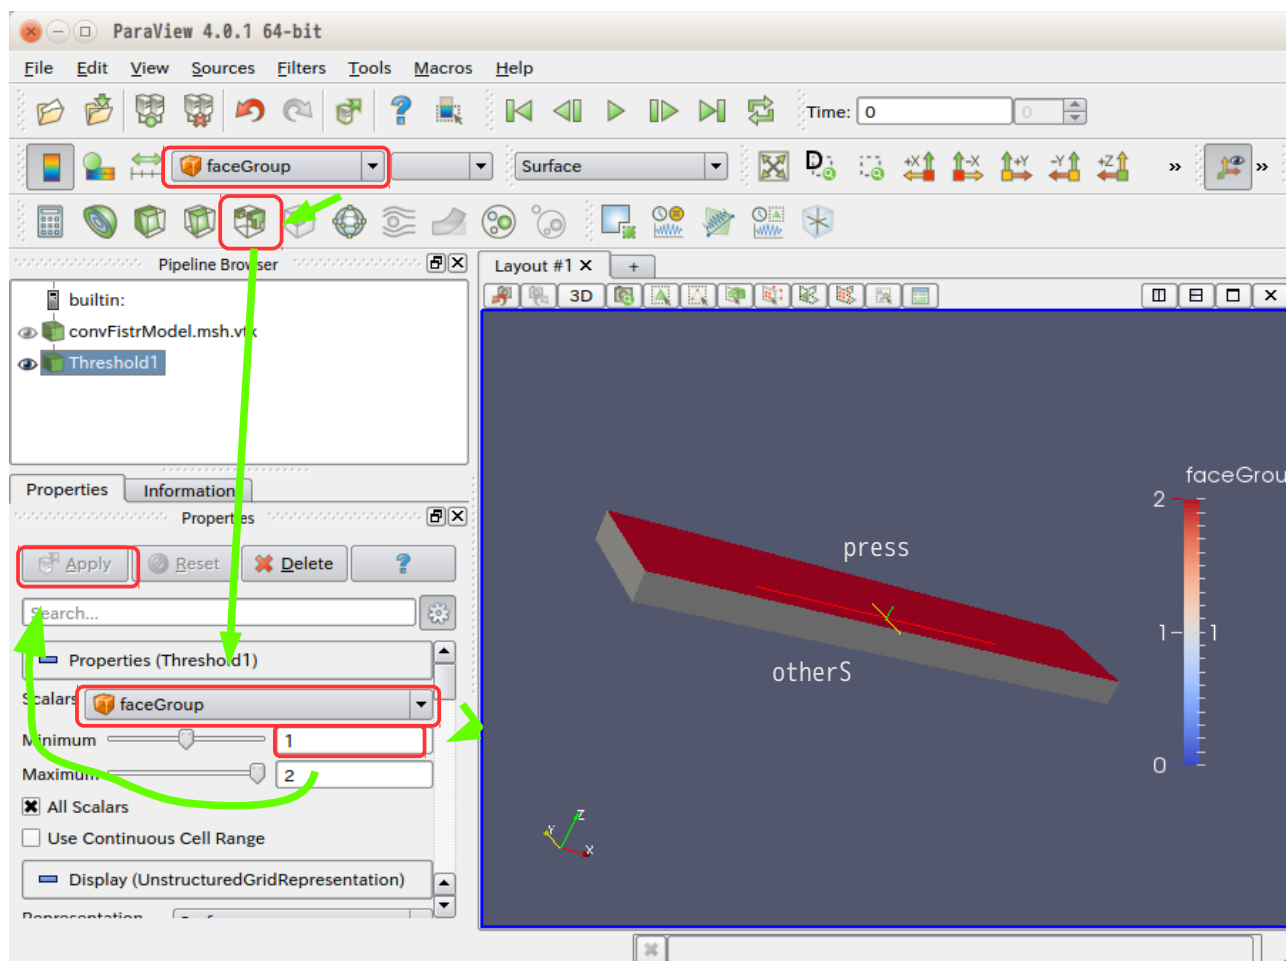 ParaView 4.0.1 64-bit
File Edit View Sources Filters Tools Macros Help
Time: 0 0
faceGroup Surface D +X -X +Y -Y +Z »  »
Pipeline Browser
Layout #1 X +
3D
builtin:
convFistrModel.msh.vtk
Threshold1
Properties Information
Properties
Apply Reset Delete ?
Search...
Properties (Threshold1)
Scalars faceGroup
Minimum 1
Maximum 2
All Scalars
Use Continuous Cell Range
Display (UnstructuredGridRepresentation)
faceGrou
2
1 1
0
press
otherS
Z
Y
X